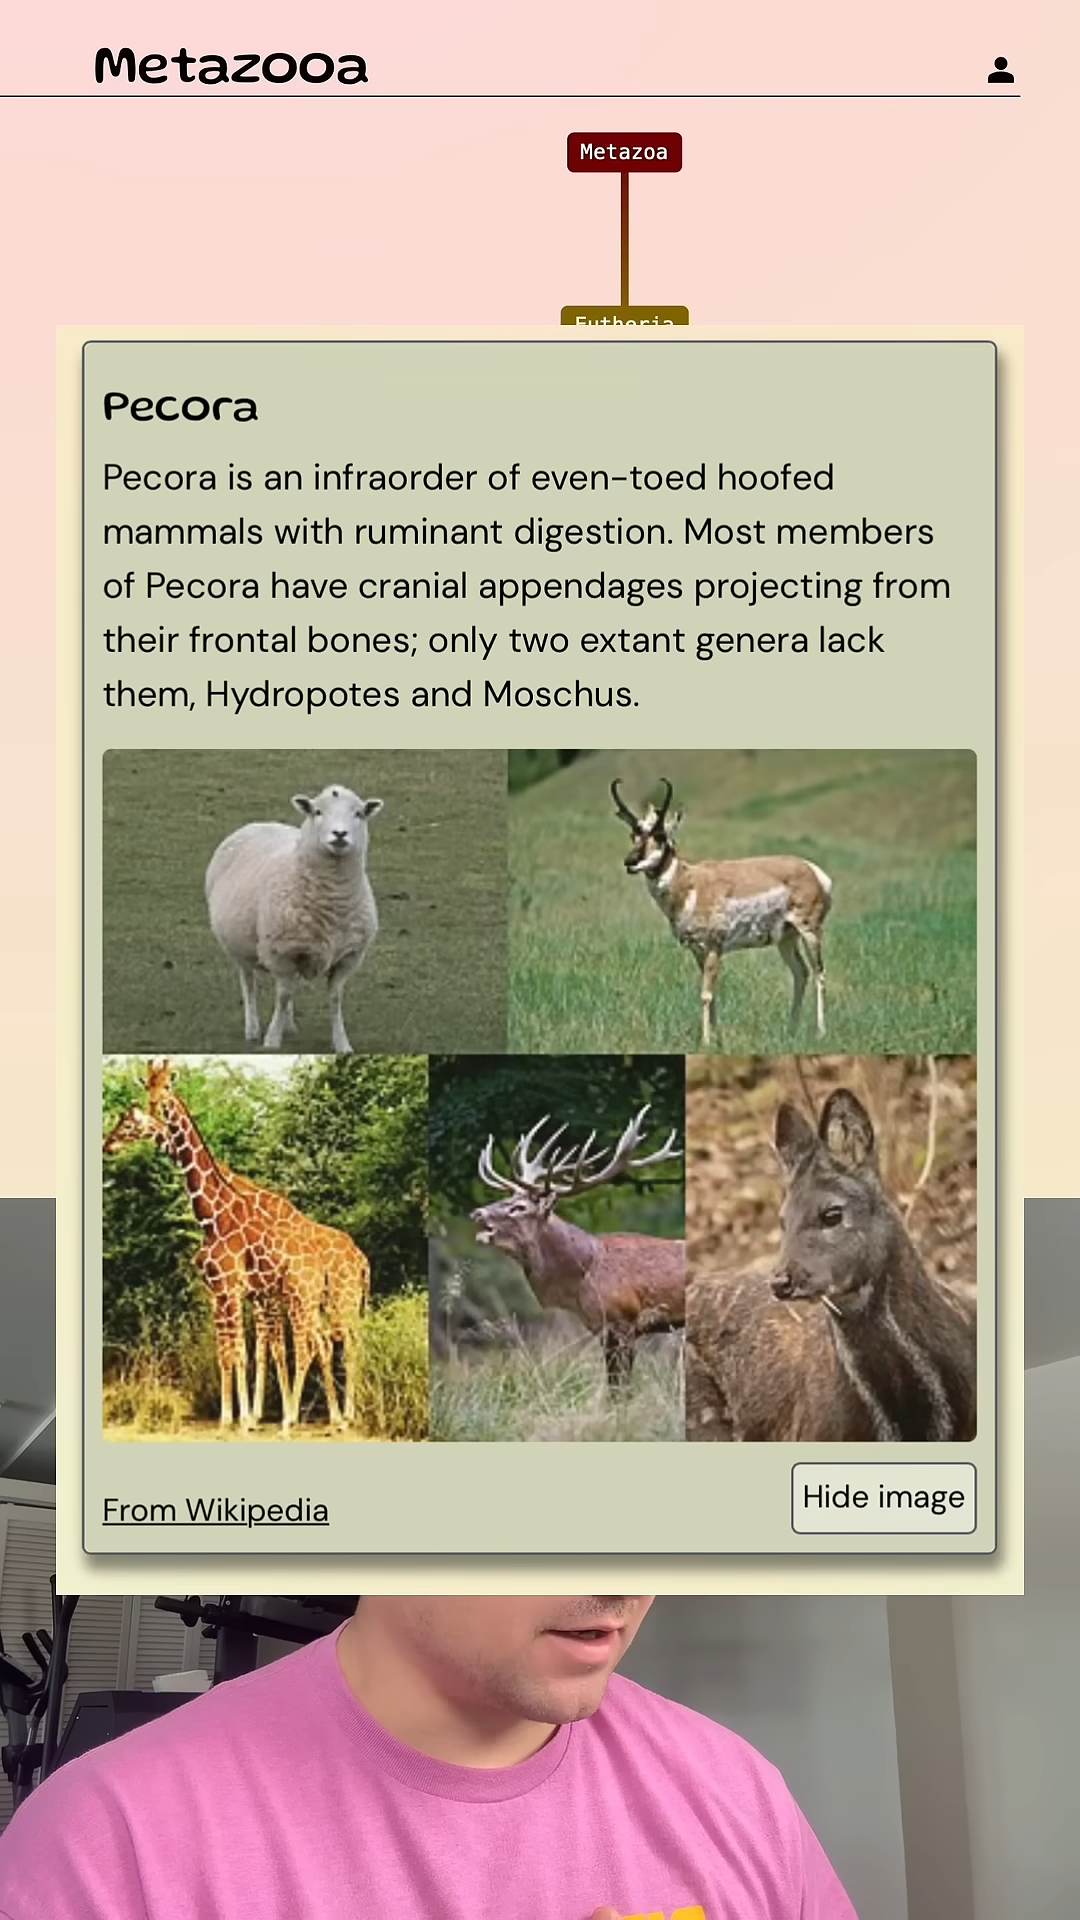 Metazooa
Metazoa
Eutheria
Pecora
Pecora is an infraorder of even-toed hoofed
mammals with ruminant digestion. Most members
of Pecora have cranial appendages projecting from
their frontal bones; only two extant genera lack
them, Hydropotes and Moschus.
From Wikipedia
Hide image